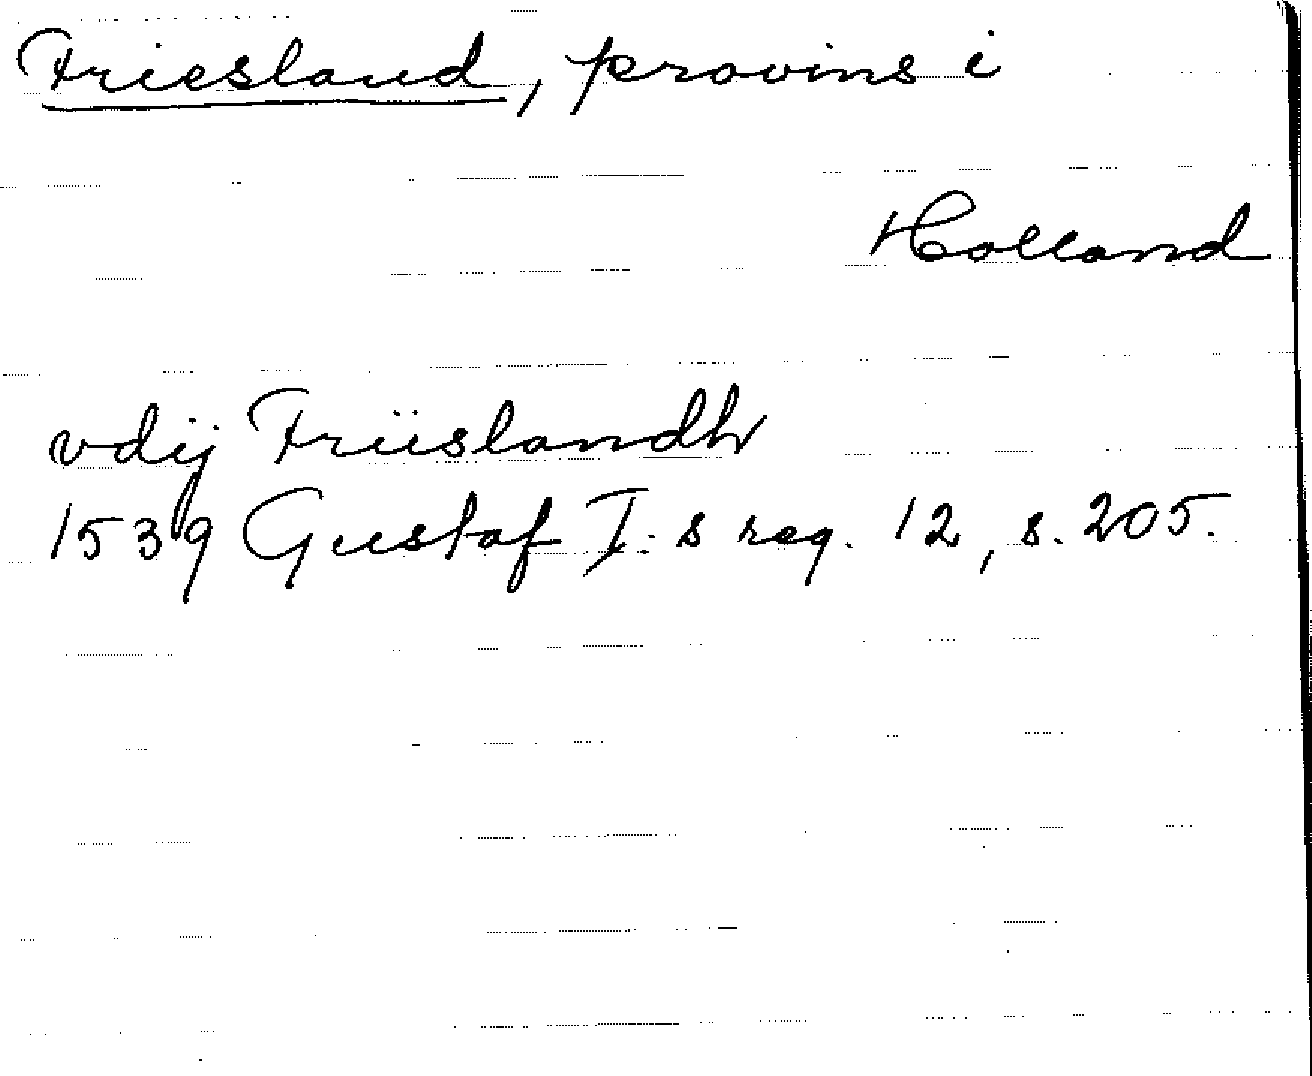 Friesland, provins i
Holland
vdij Friislandh
1539 Gustaf I:s reg. 12, s. 205.